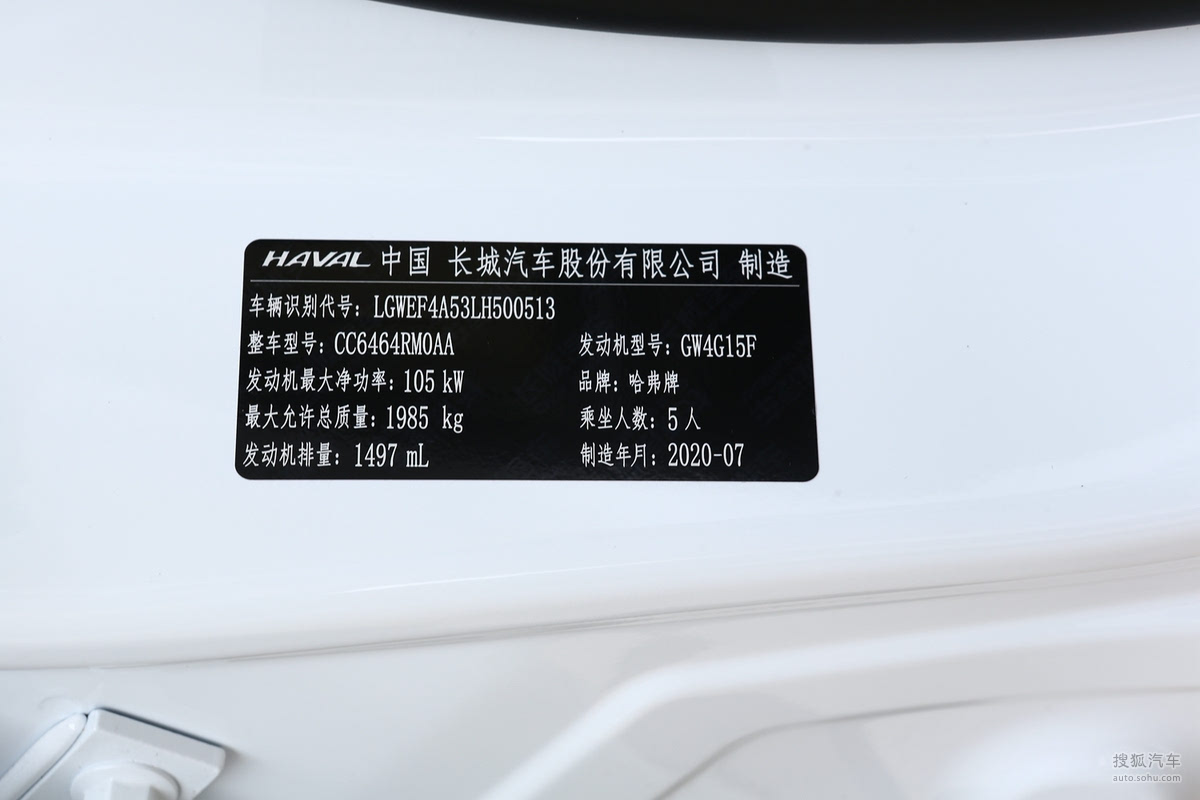 HAVAL 中国 长城汽车股份有限公司 制造
车辆识别代号：LGWEF4A53LH500513
整车型号：CC6464RM0AA 发动机型号：GW4G15F
发动机最大净功率：105 kW 品牌：哈弗牌
最大允许总质量：1985 kg 乘坐人数：5 人
发动机排量：1497 mL 制造年月：2020-07
搜狐汽车
auto.sohu.com